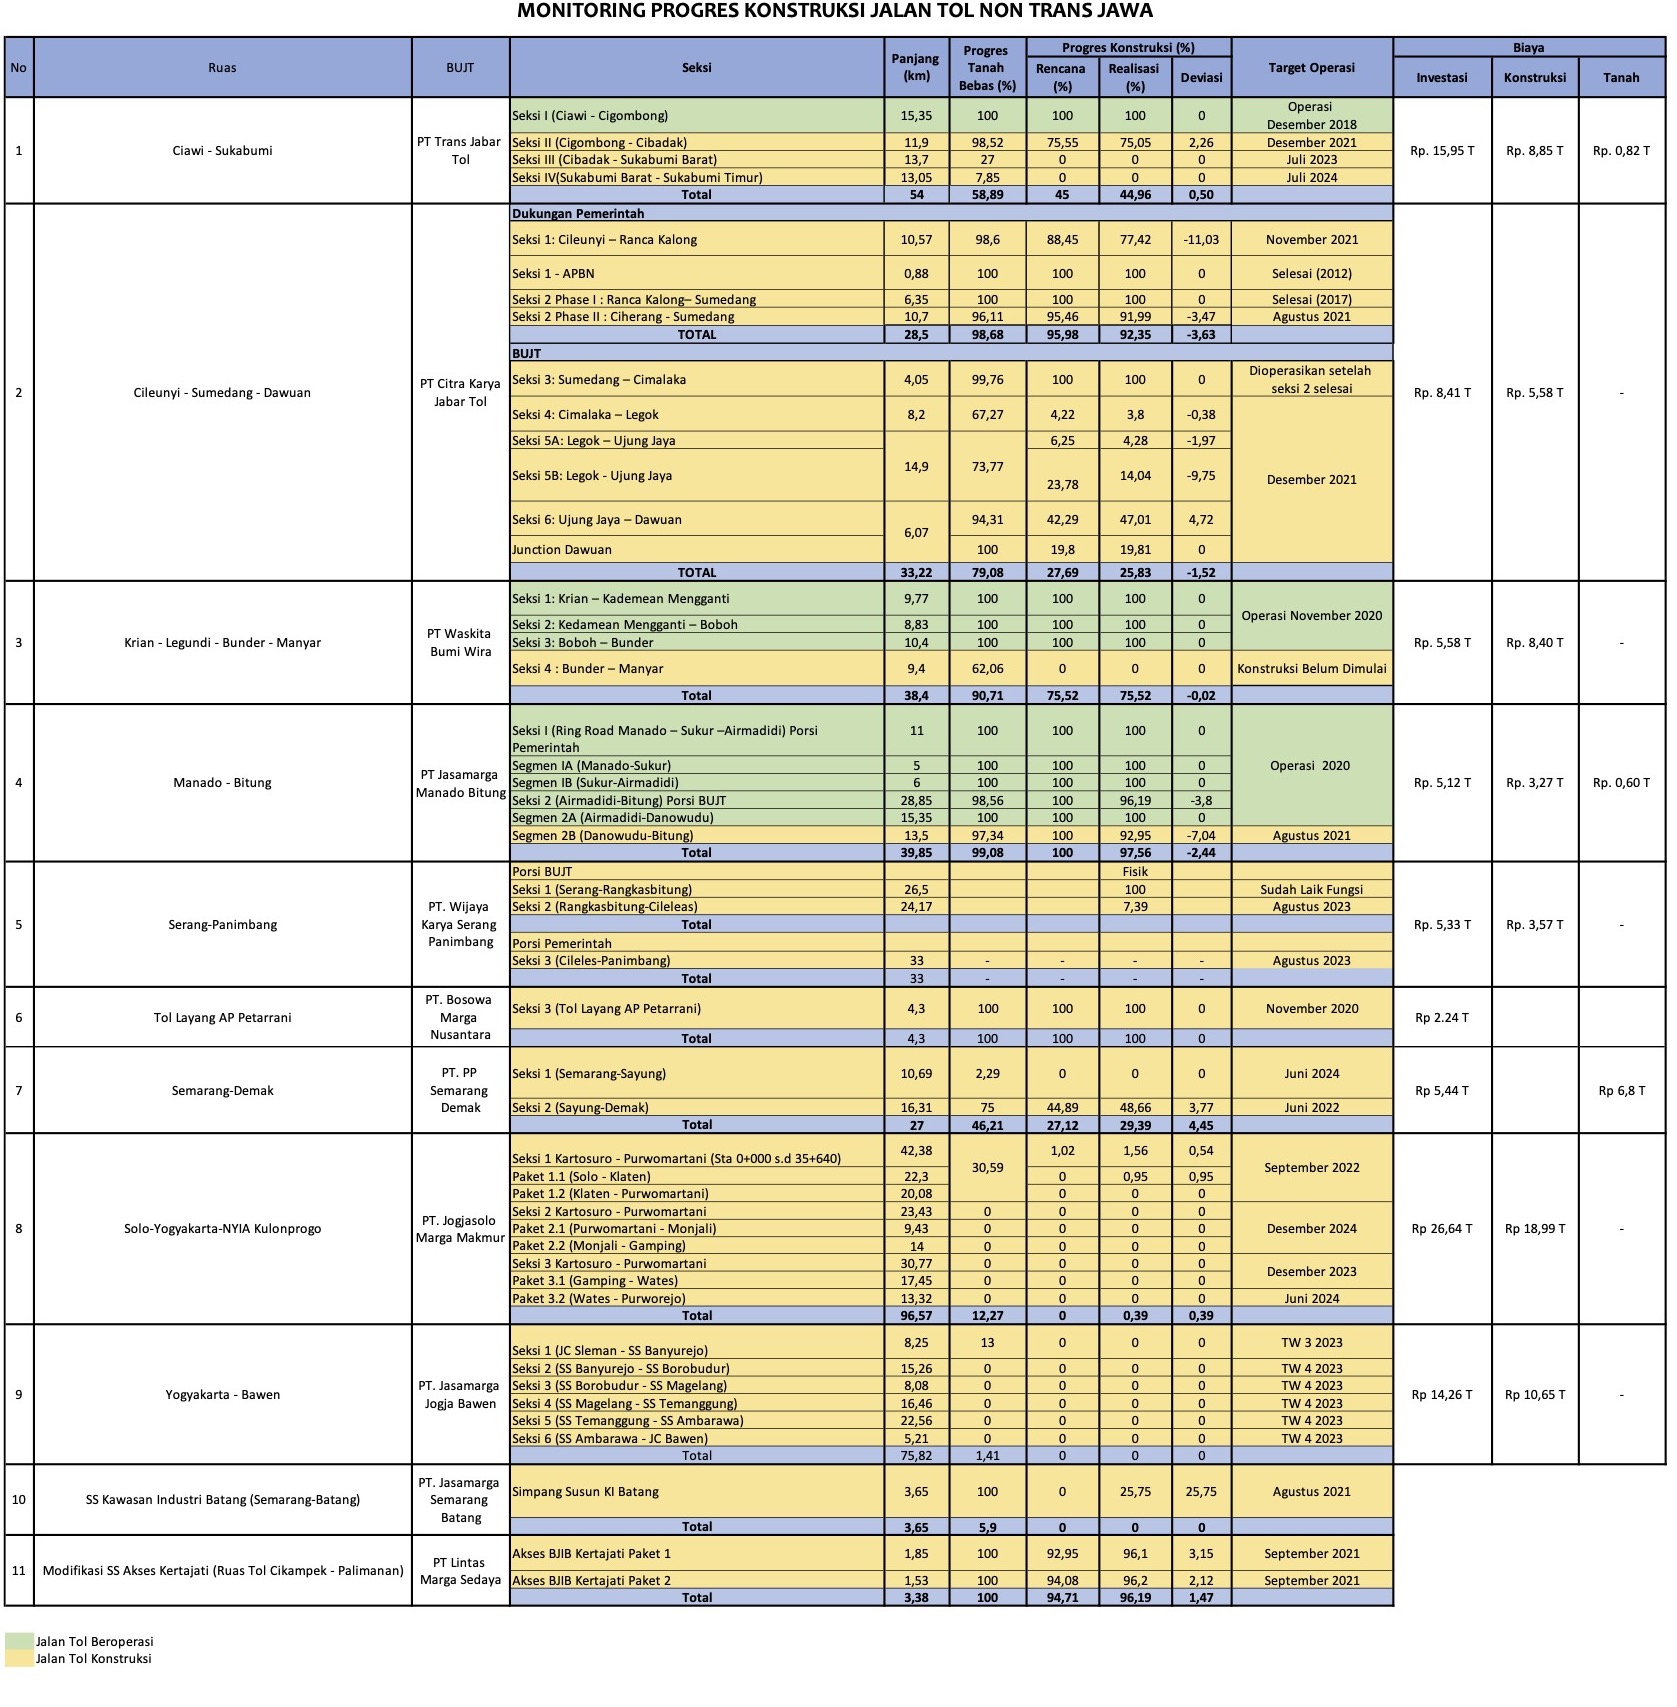 MONITORING PROGRES KONSTRUKSI JALAN TOL NON TRANS JAWA
No Ruas BUJT Seksi Panjang (km) Progres Tanah Bebas (%) Progres Konstruksi (%) Target Operasi Biaya
Rencana (%) Realisasi (%) Deviasi Investasi Konstruksi Tanah
1 Ciawi - Sukabumi PT Trans Jabar Tol Rp. 15,95 T Rp. 8,85 T Rp. 0,82 T
Seksi I (Ciawi - Cigombong) 15,35 100 100 100 0 Operasi Desember 2018
Seksi II (Cigombong - Cibadak) 11,9 98,52 75,55 75,05 2,26 Desember 2021
Seksi III (Cibadak - Sukabumi Barat) 13,7 27 0 0 0 Juli 2023
Seksi IV(Sukabumi Barat - Sukabumi Timur) 13,05 7,85 0 0 0 Juli 2024
Total 54 58,89 45 44,96 0,50
2 Cileunyi - Sumedang - Dawuan PT Citra Karya Jabar Tol Rp. 8,41 T Rp. 5,58 T -
Dukungan Pemerintah
Seksi 1: Cileunyi – Ranca Kalong 10,57 98,6 88,45 77,42 -11,03 November 2021
Seksi 1 - APBN 0,88 100 100 100 0 Selesai (2012)
Seksi 2 Phase I : Ranca Kalong– Sumedang 6,35 100 100 100 0 Selesai (2017)
Seksi 2 Phase II : Ciherang - Sumedang 10,7 96,11 95,46 91,99 -3,47 Agustus 2021
TOTAL 28,5 98,68 95,98 92,35 -3,63
BUJT
Seksi 3: Sumedang – Cimalaka 4,05 99,76 100 100 0 Dioperasikan setelah seksi 2 selesai
Seksi 4: Cimalaka – Legok 8,2 67,27 4,22 3,8 -0,38
Seksi 5A: Legok – Ujung Jaya 14,9 73,77 6,25 4,28 -1,97
Seksi 5B: Legok - Ujung Jaya 23,78 14,04 -9,75 Desember 2021
Seksi 6: Ujung Jaya – Dawuan 6,07 94,31 42,29 47,01 4,72
Junction Dawuan 100 19,8 19,81 0
TOTAL 33,22 79,08 27,69 25,83 -1,52
3 Krian - Legundi - Bunder - Manyar PT Waskita Bumi Wira Rp. 5,58 T Rp. 8,40 T -
Seksi 1: Krian – Kademean Mengganti 9,77 100 100 100 0 Operasi November 2020
Seksi 2: Kedamean Mengganti – Boboh 8,83 100 100 100 0
Seksi 3: Boboh – Bunder 10,4 100 100 100 0
Seksi 4 : Bunder – Manyar 9,4 62,06 0 0 0 Konstruksi Belum Dimulai
Total 38,4 90,71 75,52 75,52 -0,02
4 Manado - Bitung PT Jasamarga Manado Bitung Rp. 5,12 T Rp. 3,27 T Rp. 0,60 T
Seksi I (Ring Road Manado – Sukur –Airmadidi) Porsi Pemerintah 11 100 100 100 0 Operasi 2020
Segmen IA (Manado-Sukur) 5 100 100 100 0
Segmen IB (Sukur-Airmadidi) 6 100 100 100 0
Seksi 2 (Airmadidi-Bitung) Porsi BUJT 28,85 98,56 100 96,19 -3,8
Segmen 2A (Airmadidi-Danowudu) 15,35 100 100 100 0
Segmen 2B (Danowudu-Bitung) 13,5 97,34 100 92,95 -7,04 Agustus 2021
Total 39,85 99,08 100 97,56 -2,44
5 Serang-Panimbang PT. Wijaya Karya Serang Panimbang Rp. 5,33 T Rp. 3,57 T -
Porsi BUJT Fisik
Seksi 1 (Serang-Rangkasbitung) 26,5 100 Sudah Laik Fungsi
Seksi 2 (Rangkasbitung-Cileleas) 24,17 7,39 Agustus 2023
Total
Porsi Pemerintah
Seksi 3 (Cileles-Panimbang) 33 - - - - Agustus 2023
Total 33 - - - -
6 Tol Layang AP Petarrani PT. Bosowa Marga Nusantara Rp 2.24 T
Seksi 3 (Tol Layang AP Petarrani) 4,3 100 100 100 0 November 2020
Total 4,3 100 100 100 0
7 Semarang-Demak PT. PP Semarang Demak Rp 5,44 T Rp 6,8 T
Seksi 1 (Semarang-Sayung) 10,69 2,29 0 0 0 Juni 2024
Seksi 2 (Sayung-Demak) 16,31 75 44,89 48,66 3,77 Juni 2022
Total 27 46,21 27,12 29,39 4,45
8 Solo-Yogyakarta-NYIA Kulonprogo PT. Jogjasolo Marga Makmur Rp 26,64 T Rp 18,99 T -
Seksi 1 Kartosuro - Purwomartani (Sta 0+000 s.d 35+640) 42,38 30,59 1,02 1,56 0,54 September 2022
Paket 1.1 (Solo - Klaten) 22,3 0 0,95 0,95
Paket 1.2 (Klaten - Purwomartani) 20,08 0 0 0
Seksi 2 Kartosuro - Purwomartani 23,43 0 0 0 0 Desember 2024
Paket 2.1 (Purwomartani - Monjali) 9,43 0 0 0 0
Paket 2.2 (Monjali - Gamping) 14 0 0 0 0
Seksi 3 Kartosuro - Purwomartani 30,77 0 0 0 0 Desember 2023
Paket 3.1 (Gamping - Wates) 17,45 0 0 0 0
Paket 3.2 (Wates - Purworejo) 13,32 0 0 0 0 Juni 2024
Total 96,57 12,27 0 0,39 0,39
9 Yogyakarta - Bawen PT. Jasamarga Jogja Bawen Rp 14,26 T Rp 10,65 T -
Seksi 1 (JC Sleman - SS Banyurejo) 8,25 13 0 0 0 TW 3 2023
Seksi 2 (SS Banyurejo - SS Borobudur) 15,26 0 0 0 0 TW 4 2023
Seksi 3 (SS Borobudur - SS Magelang) 8,08 0 0 0 0 TW 4 2023
Seksi 4 (SS Magelang - SS Temanggung) 16,46 0 0 0 0 TW 4 2023
Seksi 5 (SS Temanggung - SS Ambarawa) 22,56 0 0 0 0 TW 4 2023
Seksi 6 (SS Ambarawa - JC Bawen) 5,21 0 0 0 0 TW 4 2023
Total 75,82 1,41 0 0 0
10 SS Kawasan Industri Batang (Semarang-Batang) PT. Jasamarga Semarang Batang
Simpang Susun KI Batang 3,65 100 0 25,75 25,75 Agustus 2021
Total 3,65 5,9 0 0 0
11 Modifikasi SS Akses Kertajati (Ruas Tol Cikampek - Palimanan) PT Lintas Marga Sedaya
Akses BJIB Kertajati Paket 1 1,85 100 92,95 96,1 3,15 September 2021
Akses BJIB Kertajati Paket 2 1,53 100 94,08 96,2 2,12 September 2021
Total 3,38 100 94,71 96,19 1,47
Jalan Tol Beroperasi
Jalan Tol Konstruksi